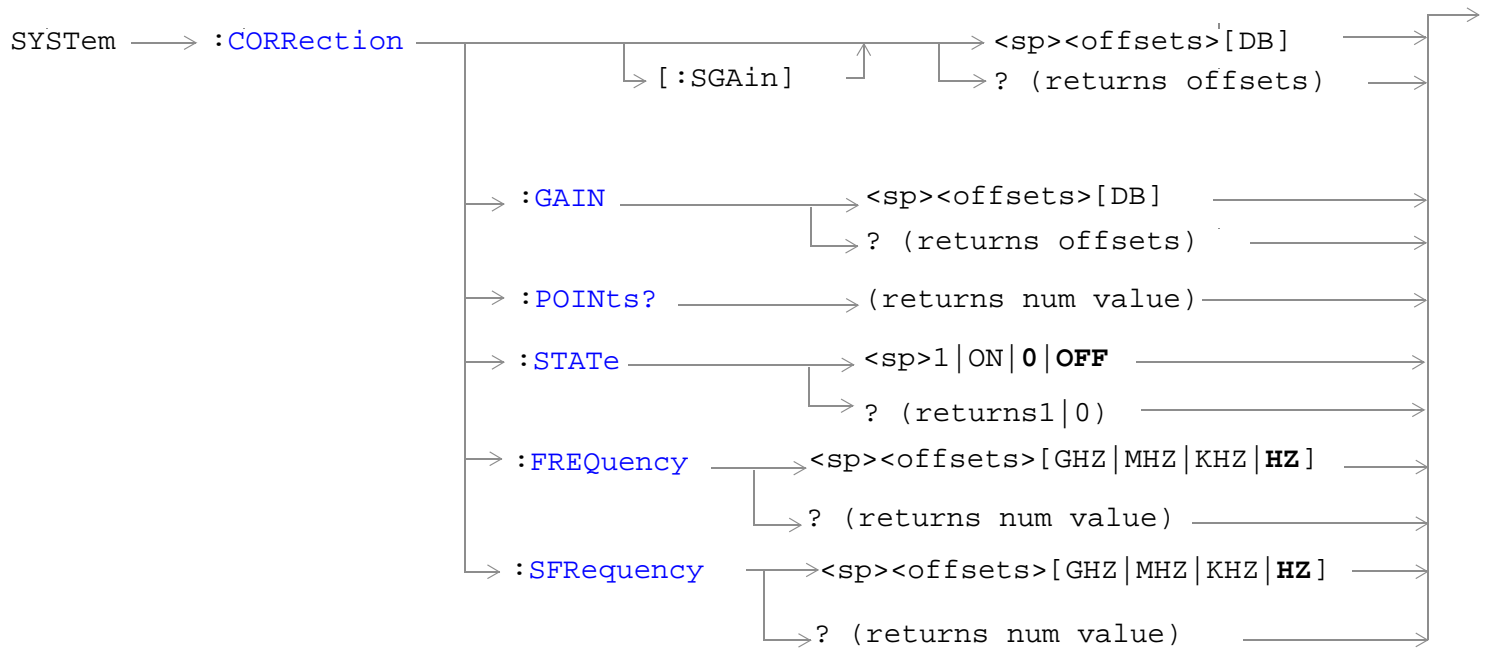 SYSTem :CORRection <sp><offsets>[DB]
[:SGAin] ? (returns offsets)
:GAIN <sp><offsets>[DB]
? (returns offsets)
:POINts? (returns num value)
:STATe <sp>1|ON|0|OFF
? (returns1|0)
:FREQuency <sp><offsets>[GHZ|MHZ|KHZ|HZ]
? (returns num value)
:SFRequency <sp><offsets>[GHZ|MHZ|KHZ|HZ]
? (returns num value)